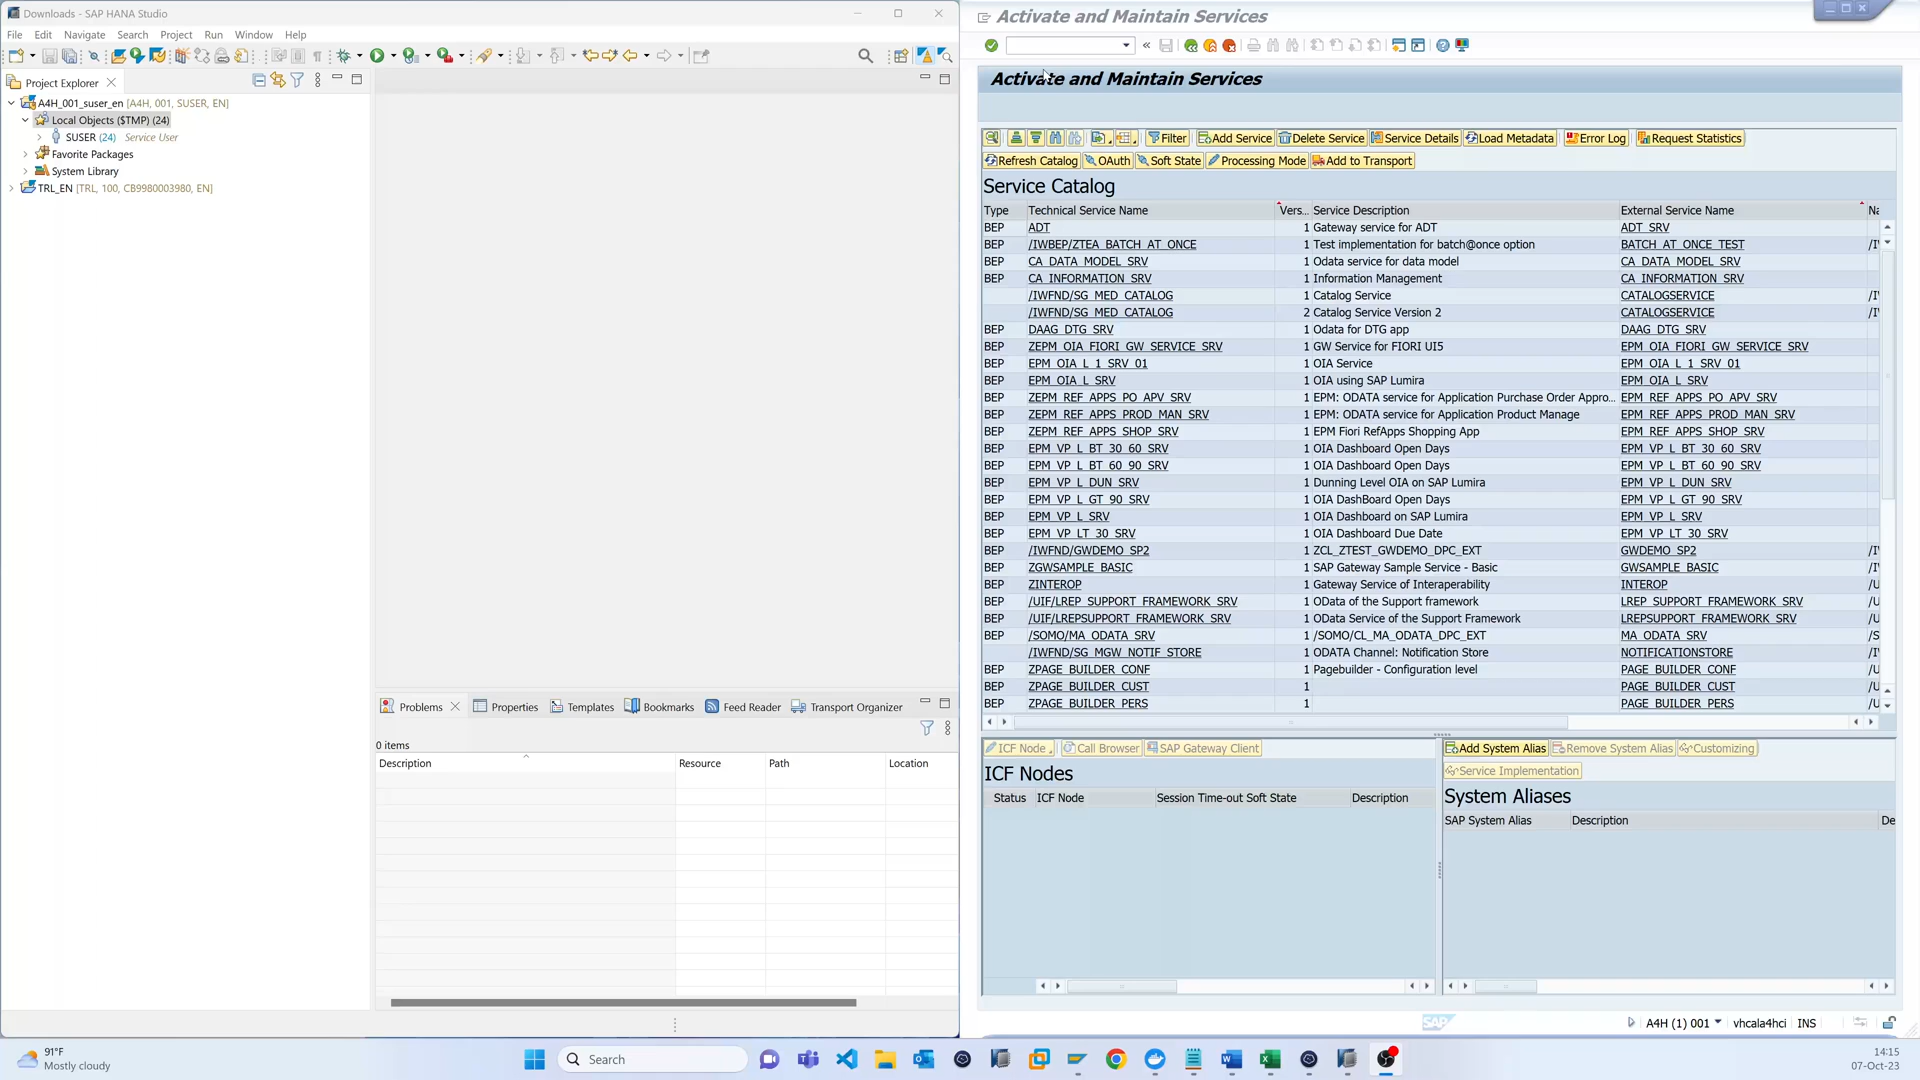 Downloads - SAP HANA Studio
File Edit Navigate Search Project Run Window Help
Project Explorer
A4H_001_suser_en [A4H, 001, SUSER, EN]
Local Objects ($TMP) (24)
SUSER (24) Service User
Favorite Packages
System Library
TRL_EN [TRL, 100, CB9980003980, EN]
Problems Properties Templates Bookmarks Feed Reader Transport Organizer
0 items
Description Resource Path Location
Activate and Maintain Services
Activate and Maintain Services
Filter Add Service Delete Service Service Details Load Metadata Error Log Request Statistics
Refresh Catalog OAuth Soft State Processing Mode Add to Transport
Service Catalog
Type Technical Service Name Vers... Service Description External Service Name Na
BEP ADT 1 Gateway service for ADT ADT_SRV
BEP /IWBEP/ZTEA_BATCH_AT_ONCE 1 Test implementation for batch@once option BATCH_AT_ONCE_TEST
BEP CA_DATA_MODEL_SRV 1 Odata service for data model CA_DATA_MODEL_SRV
BEP CA_INFORMATION_SRV 1 Information Management CA_INFORMATION_SRV
/IWFND/SG_MED_CATALOG 1 Catalog Service CATALOGSERVICE
/IWFND/SG_MED_CATALOG 2 Catalog Service Version 2 CATALOGSERVICE
BEP DAAG_DTG_SRV 1 Odata for DTG app DAAG_DTG_SRV
BEP ZEPM_OIA_FIORI_GW_SERVICE_SRV 1 GW Service for FIORI UI5 EPM_OIA_FIORI_GW_SERVICE_SRV
BEP EPM_OIA_L_1_SRV_01 1 OIA Service EPM_OIA_L_1_SRV_01
BEP EPM_OIA_L_SRV 1 OIA using SAP Lumira EPM_OIA_L_SRV
BEP ZEPM_REF_APPS_PO_APV_SRV 1 EPM: ODATA service for Application Purchase Order Appro... EPM_REF_APPS_PO_APV_SRV
BEP ZEPM_REF_APPS_PROD_MAN_SRV 1 EPM: ODATA service for Application Product Manage EPM_REF_APPS_PROD_MAN_SRV
BEP ZEPM_REF_APPS_SHOP_SRV 1 EPM Fiori RefApps Shopping App EPM_REF_APPS_SHOP_SRV
BEP EPM_VP_L_BT_30_60_SRV 1 OIA Dashboard Open Days EPM_VP_L_BT_30_60_SRV
BEP EPM_VP_L_BT_60_90_SRV 1 OIA Dashboard Open Days EPM_VP_L_BT_60_90_SRV
BEP EPM_VP_L_DUN_SRV 1 Dunning Level OIA on SAP Lumira EPM_VP_L_DUN_SRV
BEP EPM_VP_L_GT_90_SRV 1 OIA DashBoard Open Days EPM_VP_L_GT_90_SRV
BEP EPM_VP_L_SRV 1 OIA Dashboard on SAP Lumira EPM_VP_L_SRV
BEP EPM_VP_LT_30_SRV 1 OIA Dashboard Due Date EPM_VP_LT_30_SRV
BEP /IWFND/GWDEMO_SP2 1 ZCL_ZTEST_GWDEMO_DPC_EXT GWDEMO_SP2
BEP ZGWSAMPLE_BASIC 1 SAP Gateway Sample Service - Basic GWSAMPLE_BASIC
BEP ZINTEROP 1 Gateway Service of Interaperability INTEROP
BEP /UIF/LREP_SUPPORT_FRAMEWORK_SRV 1 OData of the Support framework LREP_SUPPORT_FRAMEWORK_SRV
BEP /UIF/LREPSUPPORT_FRAMEWORK_SRV 1 OData Service of the Support Framework LREPSUPPORT_FRAMEWORK_SRV
BEP /SOMO/MA_ODATA_SRV 1 /SOMO/CL_MA_ODATA_DPC_EXT MA_ODATA_SRV
/IWFND/SG_MGW_NOTIF_STORE 1 ODATA Channel: Notification Store NOTIFICATIONSTORE
BEP ZPAGE_BUILDER_CONF 1 Pagebuilder - Configuration level PAGE_BUILDER_CONF
BEP ZPAGE_BUILDER_CUST 1 PAGE_BUILDER_CUST
BEP ZPAGE_BUILDER_PERS 1 PAGE_BUILDER_PERS
ICF Node Call Browser SAP Gateway Client
ICF Nodes
Status ICF Node Session Time-out Soft State Description
Add System Alias Remove System Alias Customizing
Service Implementation
System Aliases
SAP System Alias Description De
SAP A4H (1) 001 vhcala4hci INS
91°F
Mostly cloudy
Search
14:15
07-Oct-23